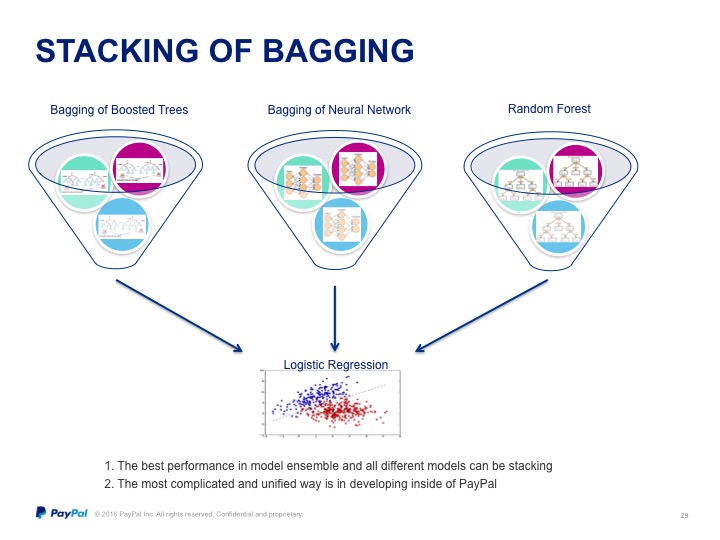 STACKING OF BAGGING
Bagging of Boosted Trees
Bagging of Neural Network
Random Forest
Logistic Regression
1. The best performance in model ensemble and all different models can be stacking
2. The most complicated and unified way is in developing inside of PayPal
PayPal © 2016 PayPal Inc. All rights reserved. Confidential and proprietary.
29